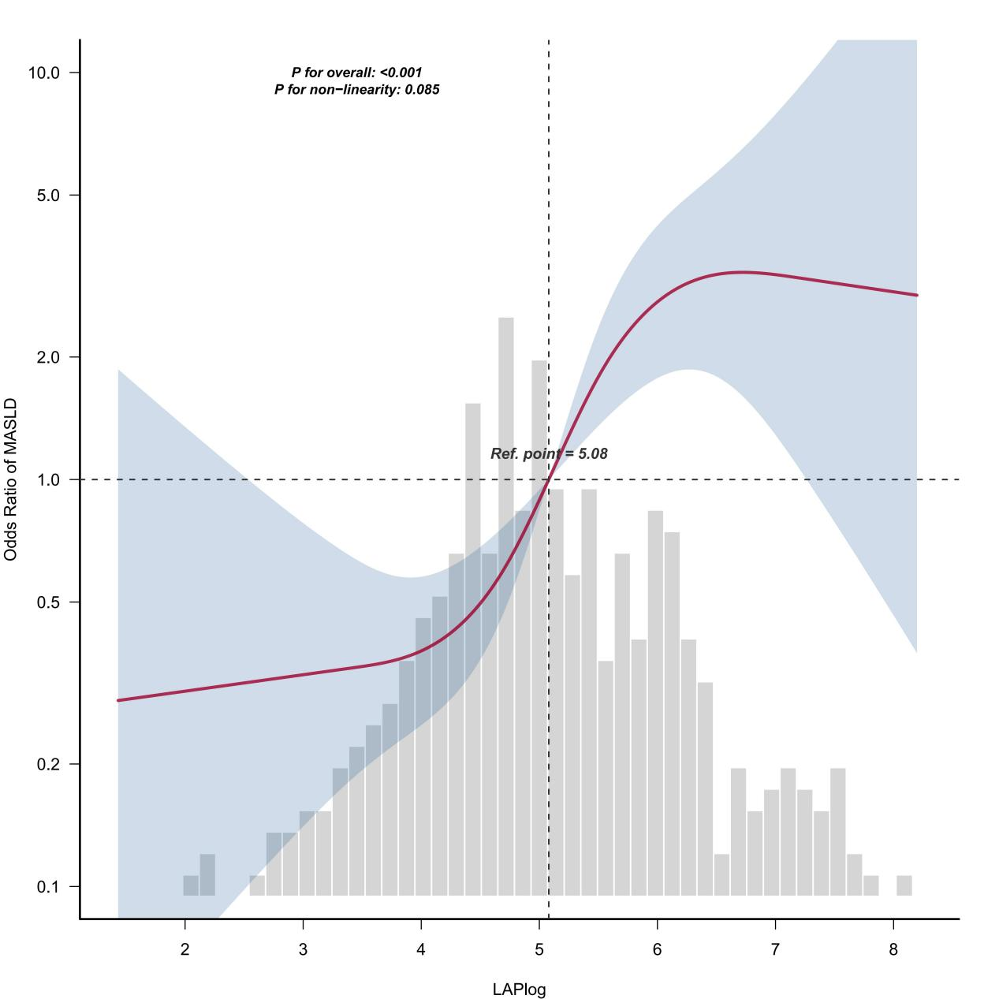 P for overall: <0.001
P for non−linearity: 0.085
10.0
5.0
2.0
1.0
0.5
0.2
0.1
Odds Ratio of MASLD
Ref. point = 5.08
2 3 4 5 6 7 8
LAPlog